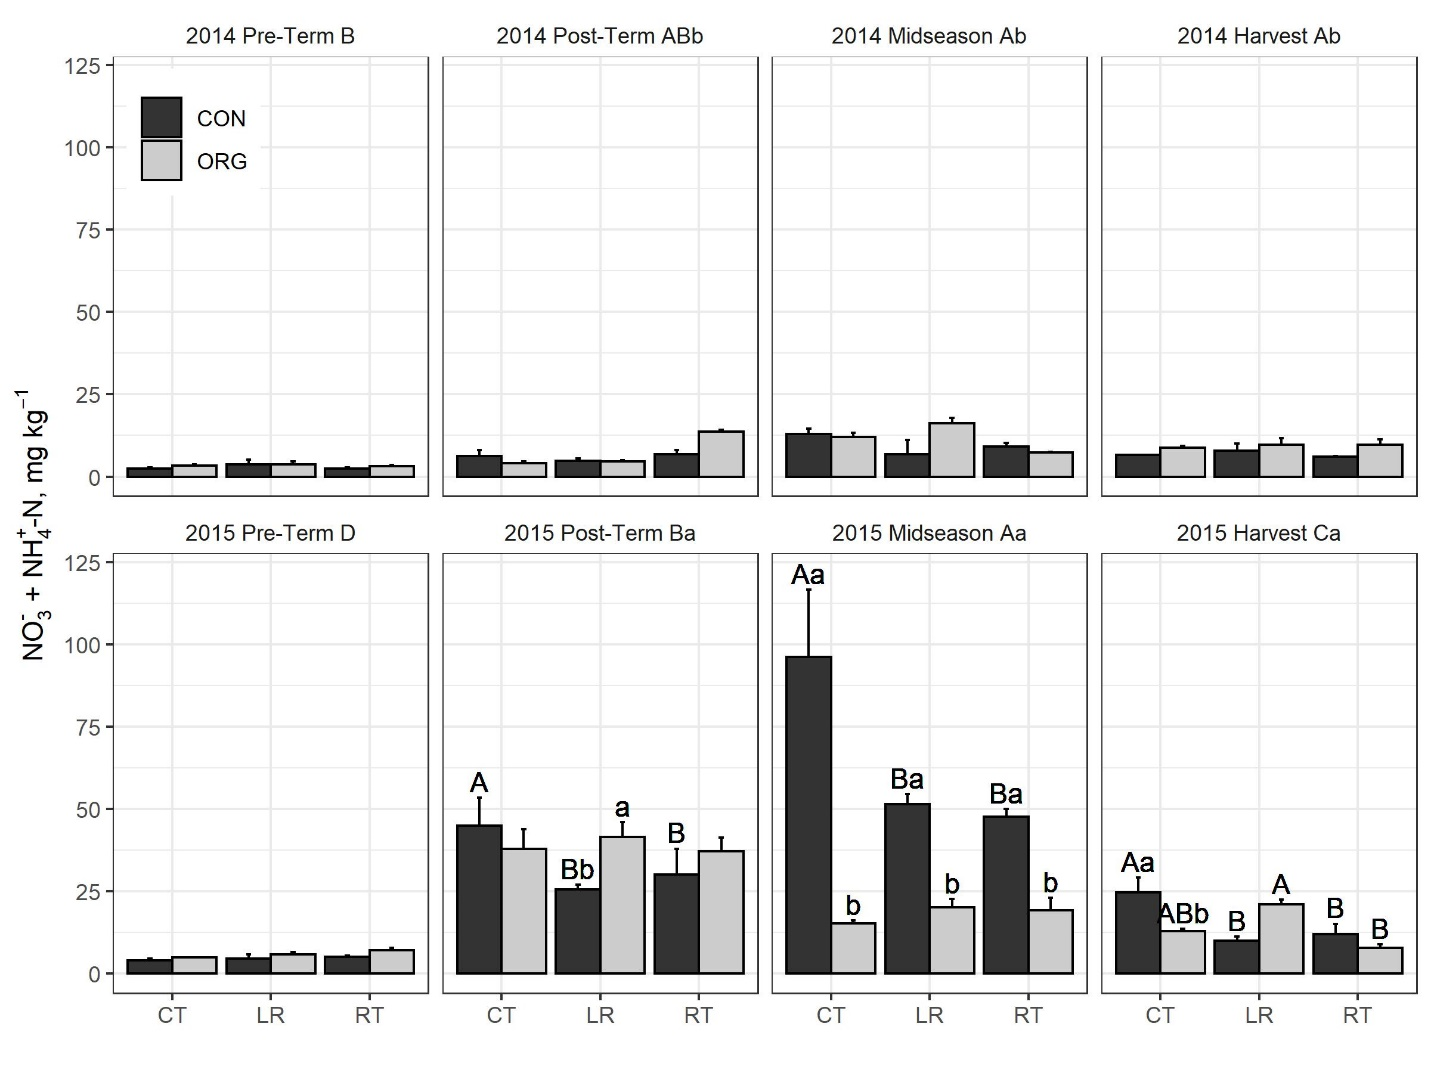 2014 Pre-Term B
2014 Post-Term ABb
2014 Midseason Ab
2014 Harvest Ab
125
100
75
50
25
0
CON
ORG
NO₃⁻ + NH₄⁺-N, mg kg⁻¹
2015 Pre-Term D
2015 Post-Term Ba
2015 Midseason Aa
2015 Harvest Ca
125
100
75
50
25
0
A
Bb
a
B
Aa
b
Ba
b
Ba
b
Aa
ABb
B
A
B
B
CT LR RT
CT LR RT
CT LR RT
CT LR RT